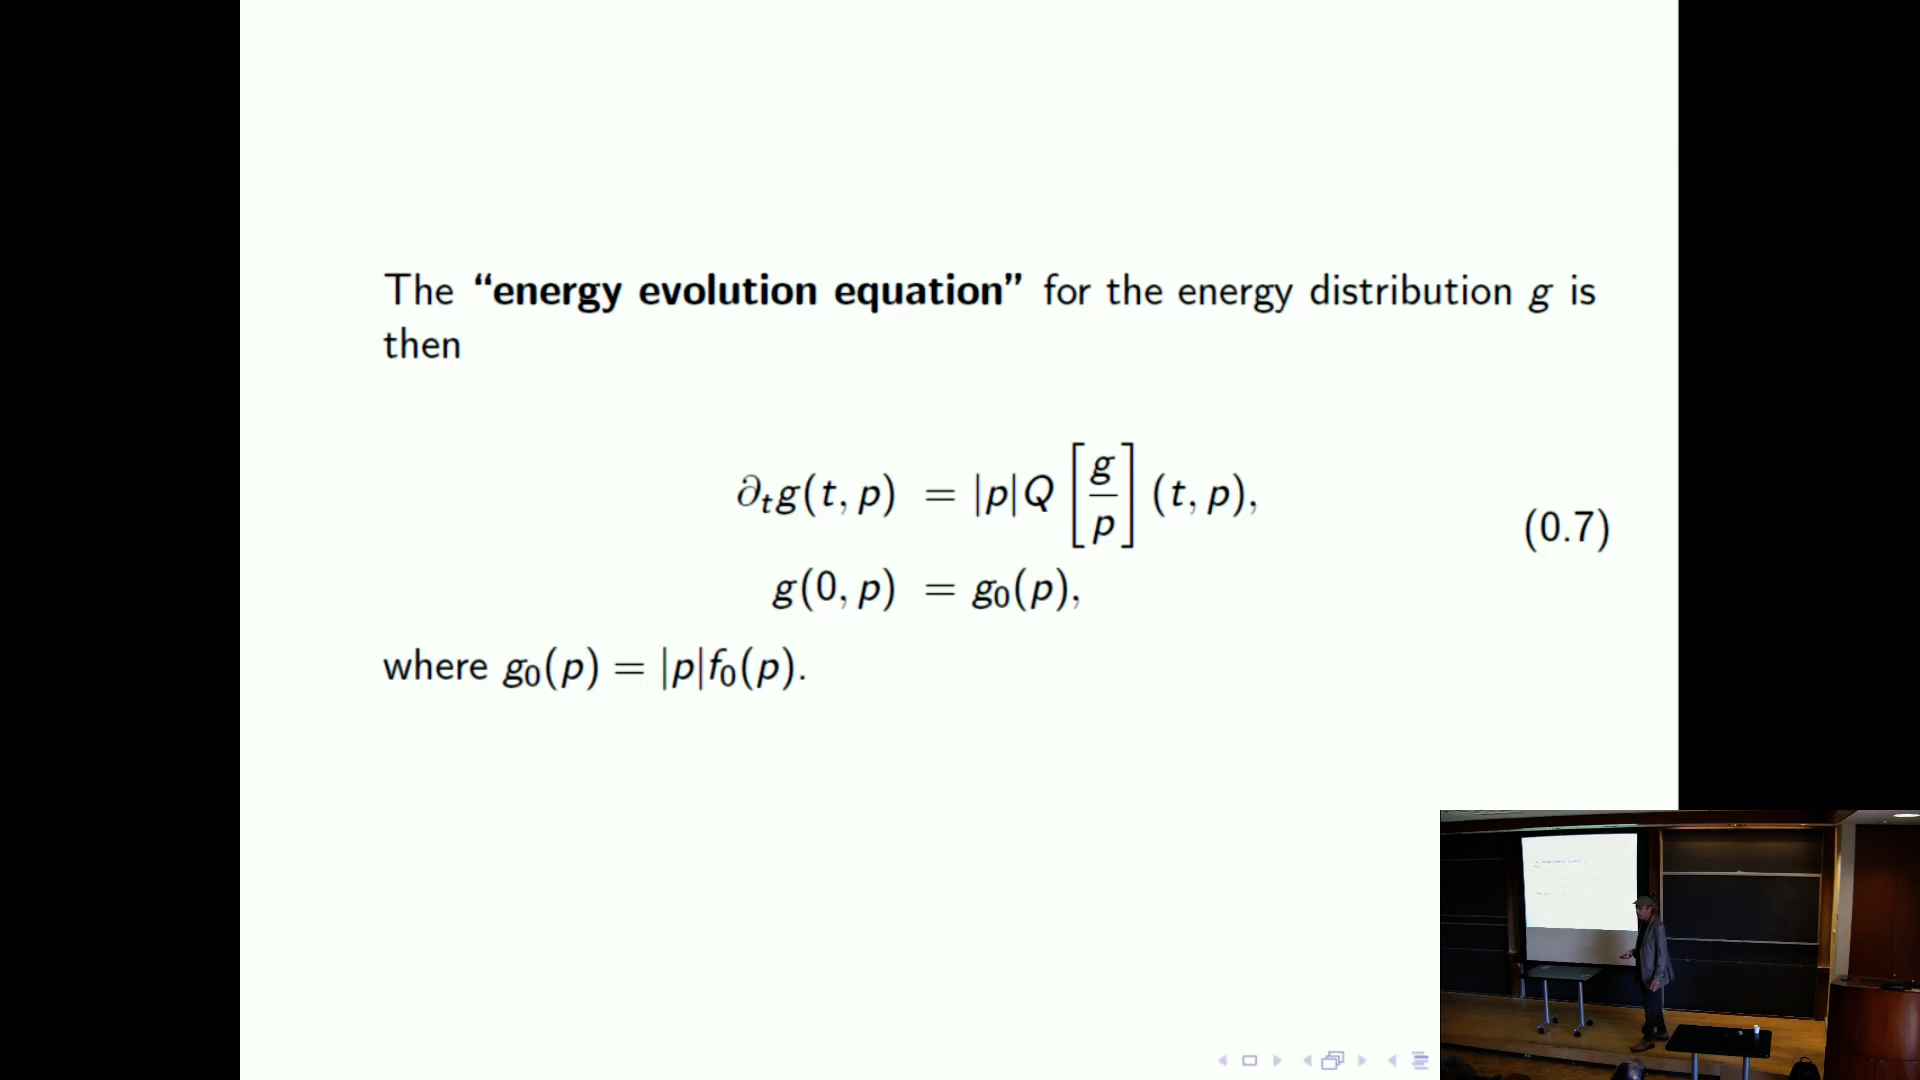 The “energy evolution equation” for the energy distribution g is
then
∂ₜg(t, p) = |p|Q [g/p] (t, p),
(0.7)
g(0, p) = g₀(p),
where g₀(p) = |p|f₀(p).